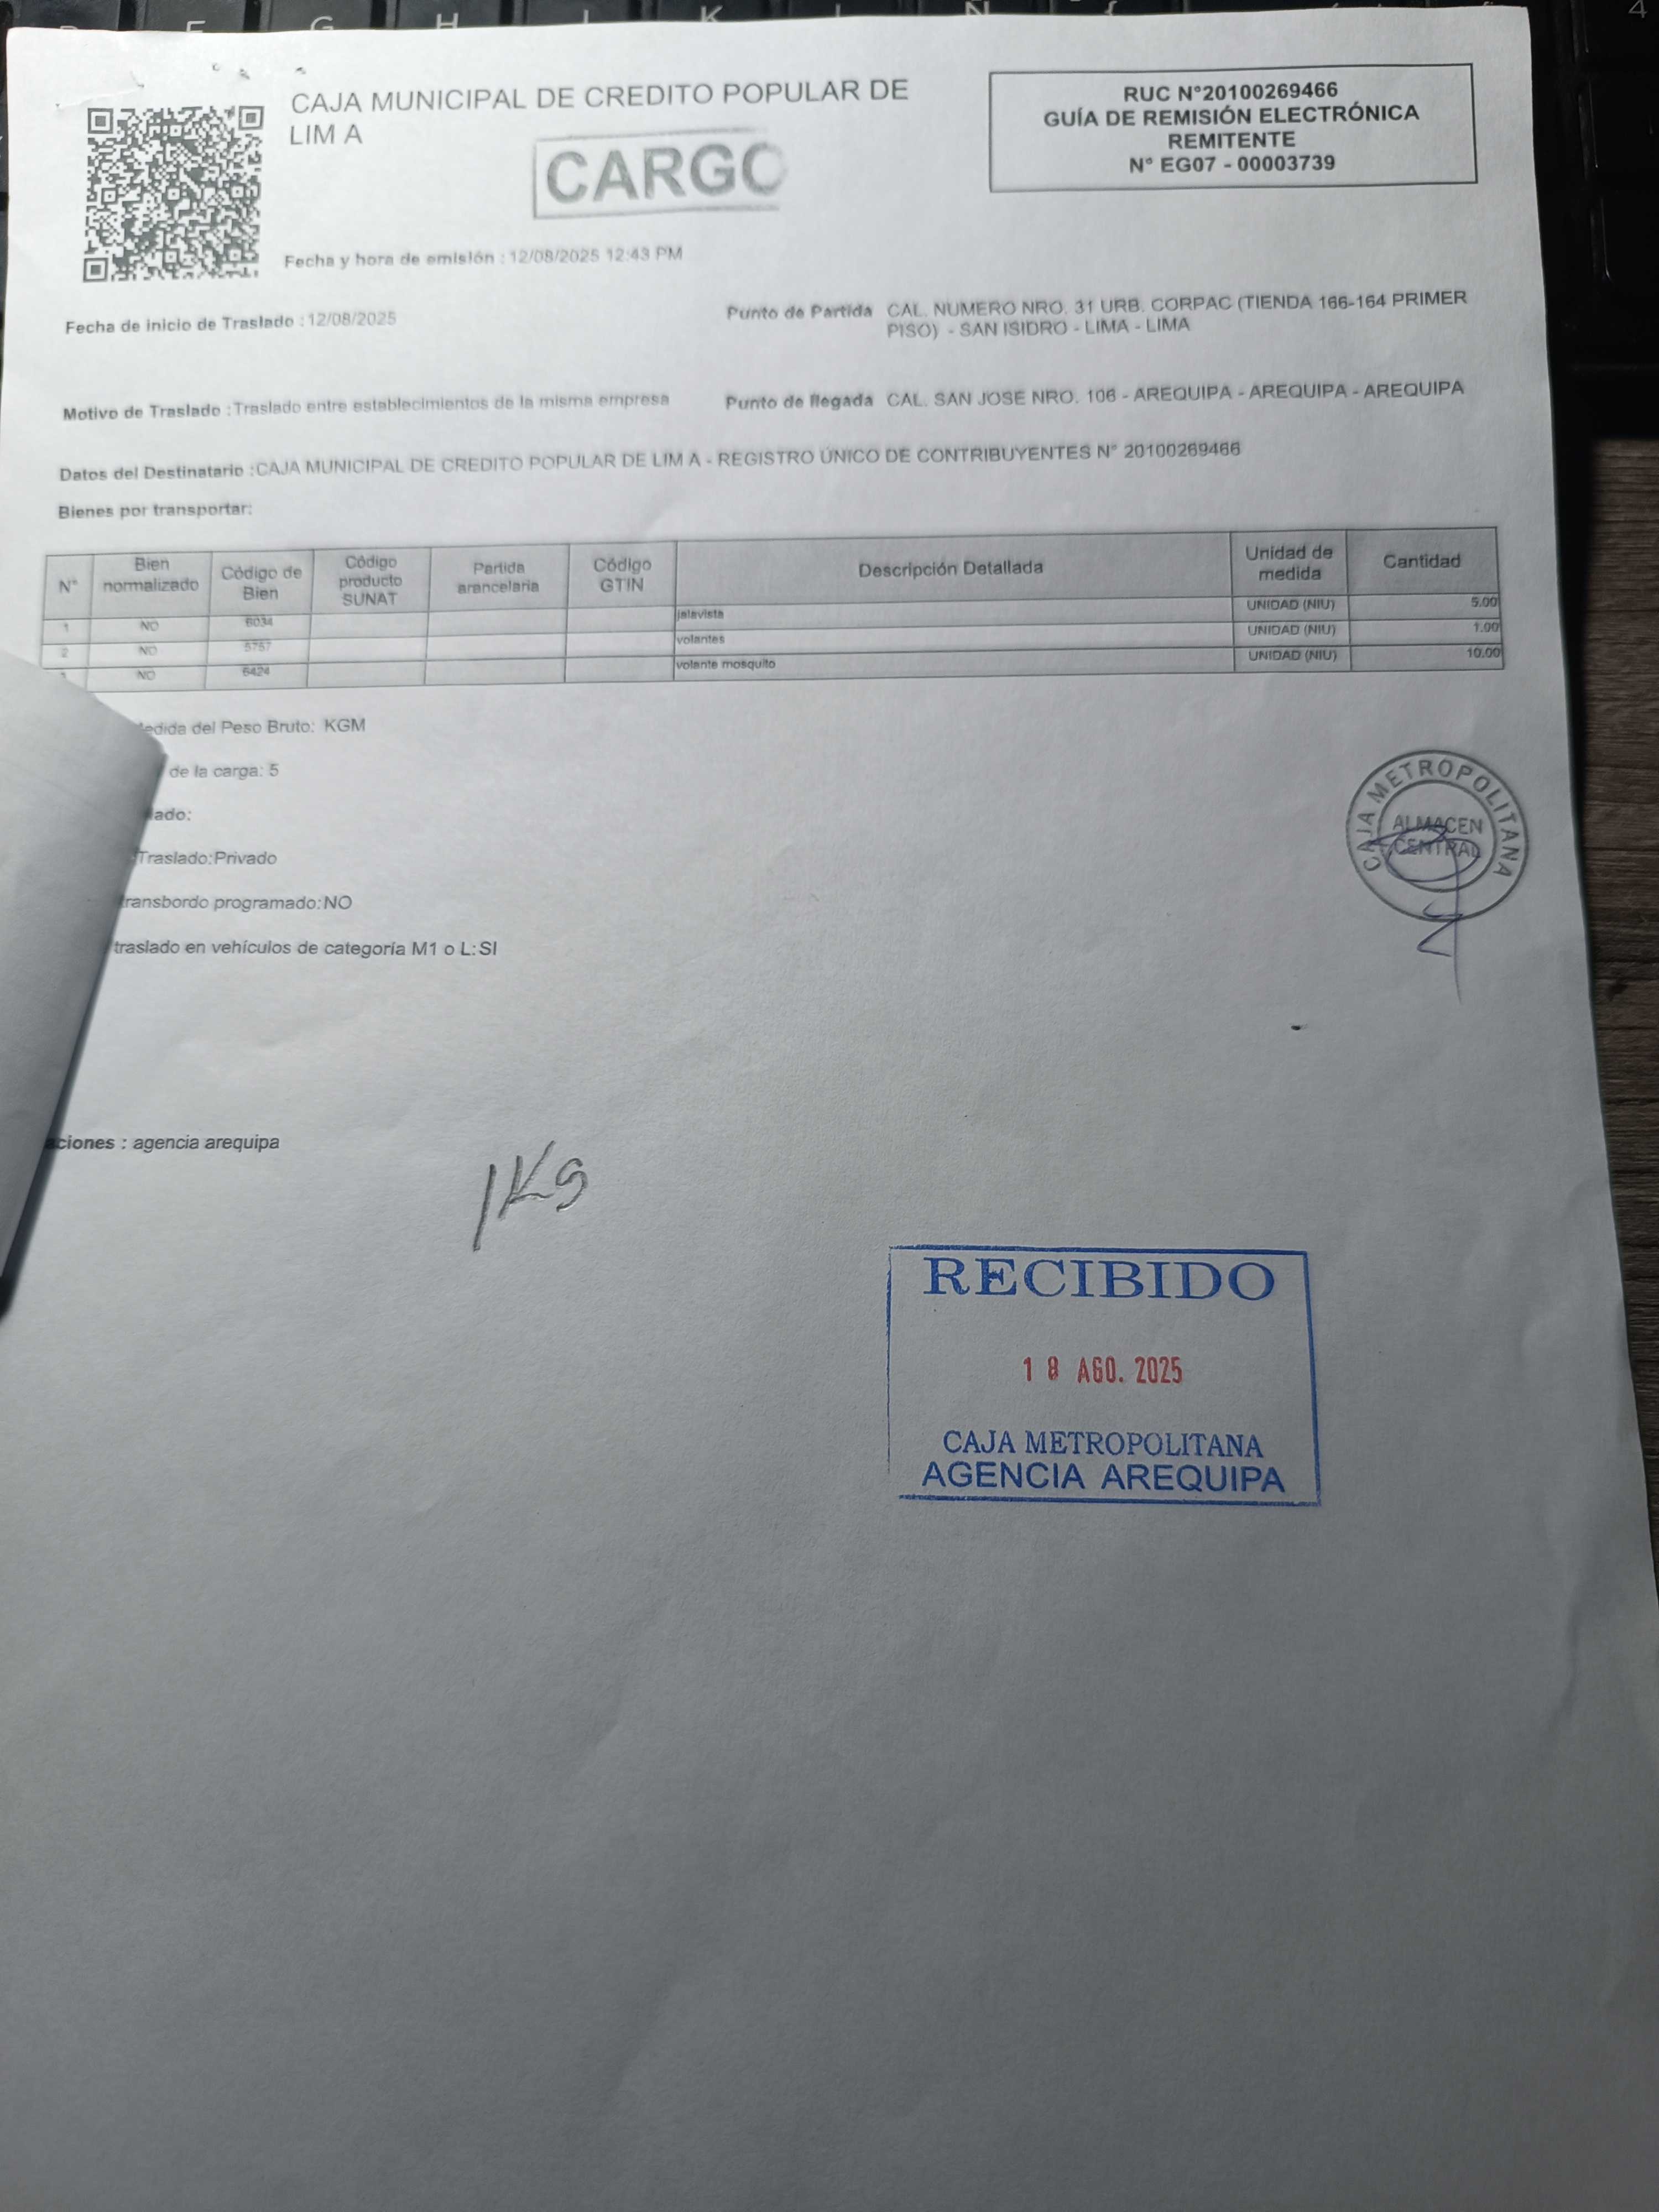 CAJA MUNICIPAL DE CREDITO POPULAR DE
LIM A
CARGO
RUC N°20100269466
GUÍA DE REMISIÓN ELECTRÓNICA
REMITENTE
N° EG07 - 00003739
Fecha y hora de emisión : 12/08/2025 12:43 PM
Fecha de inicio de Traslado : 12/08/2025
Punto de Partida CAL. NUMERO NRO. 31 URB. CORPAC (TIENDA 166-164 PRIMER
PISO) - SAN ISIDRO - LIMA - LIMA
Motivo de Traslado : Traslado entre establecimientos de la misma empresa
Punto de llegada CAL. SAN JOSE NRO. 106 - AREQUIPA - AREQUIPA - AREQUIPA
Datos del Destinatario : CAJA MUNICIPAL DE CREDITO POPULAR DE LIM A - REGISTRO ÚNICO DE CONTRIBUYENTES N° 20100269466
Bienes por transportar:
N° Bien normalizado Código de Bien Código producto SUNAT Partida arancelaria Código GTIN Descripción Detallada Unidad de medida Cantidad
1 NO 6034 jalavista UNIDAD (NIU) 5.00
2 NO 5757 volantes UNIDAD (NIU) 1.00
NO 6424 volante mosquito UNIDAD (NIU) 10.00
edida del Peso Bruto: KGM
de la carga: 5
lado:
Traslado: Privado
ransbordo programado: NO
traslado en vehículos de categoría M1 o L: SI
CAJA METROPOLITANA
ALMACEN
CENTRAL
aciones : agencia arequipa
1Kg
RECIBIDO
18 AGO. 2025
CAJA METROPOLITANA
AGENCIA AREQUIPA